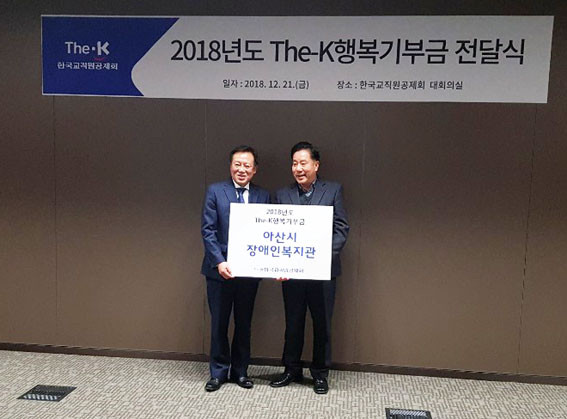 The·K
한국교직원공제회
2018년도 The-K행복기부금 전달식
일자 : 2018. 12. 21.(금) 장소 : 한국교직원공제회 대회의실
2018년도
The-K행복기부금
아산시
장애인복지관